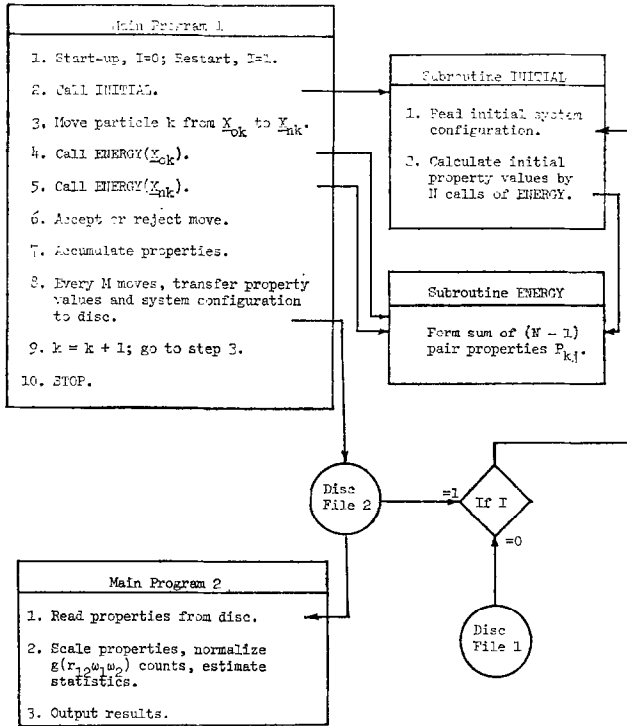 Main Program 1
1. Start-up, I=0; Restart, I=1.
2. Call INITIAL.
3. Move particle k from X_ok to X_nk.
4. Call ENERGY(X_ok).
5. Call ENERGY(X_nk).
6. Accept or reject move.
7. Accumulate properties.
8. Every M moves, transfer property
values and system configuration
to disc.
9. k = k + 1; go to step 3.
10. STOP.
Subroutine INITIAL
1. Read initial system
configuration.
2. Calculate initial
property values by
N calls of ENERGY.
Subroutine ENERGY
Form sum of (N - 1)
pair properties P_kj.
Disc
File 2
=1
If I
=0
Disc
File 1
Main Program 2
1. Read properties from disc.
2. Scale properties, normalize
g(r_12ω_1ω_2) counts, estimate
statistics.
3. Output results.